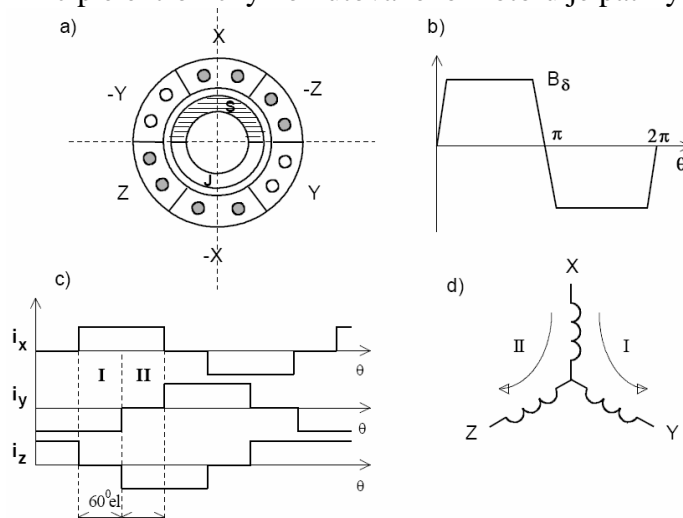 a)
X
-Y
-Z
S
J
Z
Y
-X
b)
Bδ
π
2π
θ
c)
ix
θ
I
II
iy
θ
iz
θ
60⁰el
d)
X
II
I
Z
Y